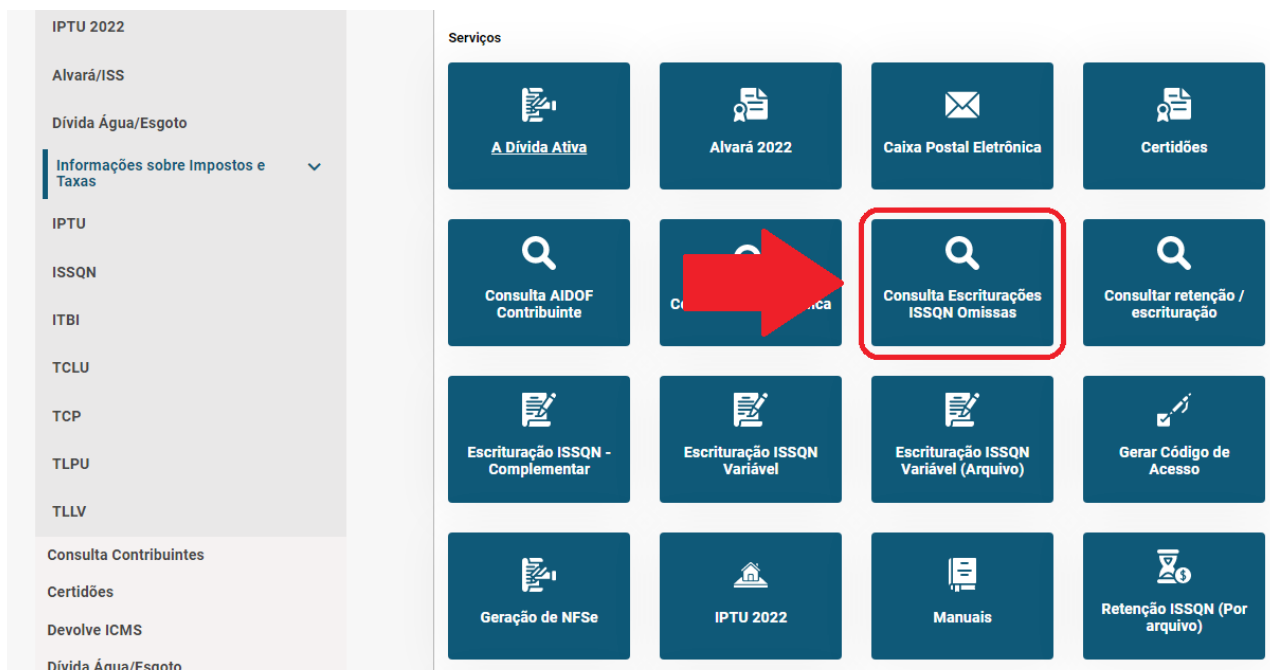 IPTU 2022
Alvará/ISS
Dívida Água/Esgoto
Informações sobre Impostos e
Taxas
IPTU
ISSQN
ITBI
TCLU
TCP
TLPU
TLLV
Consulta Contribuintes
Certidões
Devolve ICMS
Dívida Água/Esgoto
Serviços
A Dívida Ativa
Alvará 2022
Caixa Postal Eletrônica
Certidões
Consulta AIDOF
Contribuinte
Consulta Escriturações
ISSQN Omissas
Consultar retenção /
escrituração
Escrituração ISSQN -
Complementar
Escrituração ISSQN
Variável
Escrituração ISSQN
Variável (Arquivo)
Gerar Código de
Acesso
Geração de NFSe
IPTU 2022
Manuais
Retenção ISSQN (Por
arquivo)